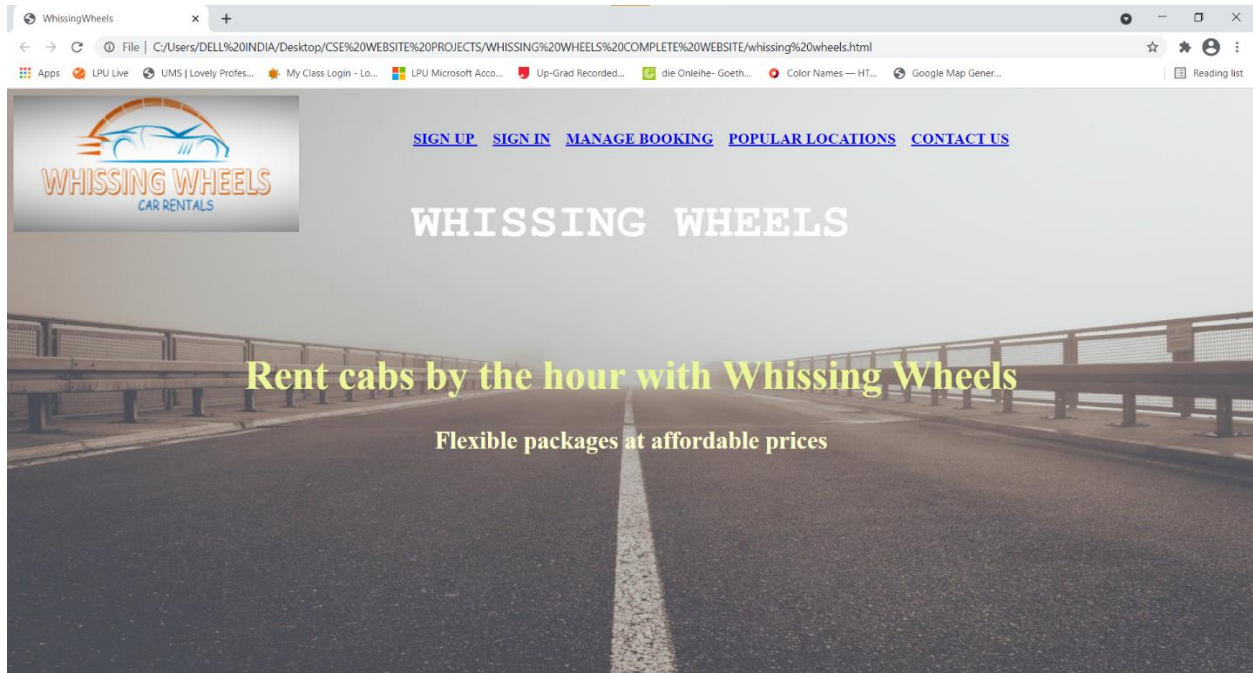 WhissingWheels
File | C:/Users/DELL%20INDIA/Desktop/CSE%20WEBSITE%20PROJECTS/WHISSING%20WHEELS%20COMPLETE%20WEBSITE/whissing%20wheels.html
Apps LPU Live UMS | Lovely Profes... My Class Login - Lo... LPU Microsoft Acco... Up-Grad Recorded... die Onleihe- Goeth... Color Names — HT... Google Map Gener... Reading list
WHISSING WHEELS
CAR RENTALS
SIGN UP SIGN IN MANAGE BOOKING POPULAR LOCATIONS CONTACT US
WHISSING WHEELS
Rent cabs by the hour with Whissing Wheels
Flexible packages at affordable prices